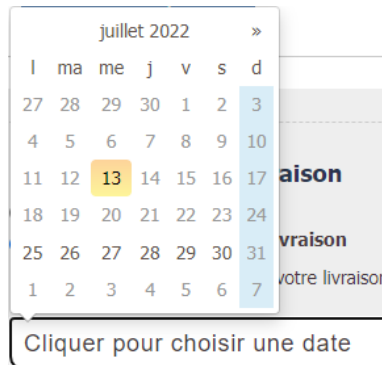 juillet 2022 »
l ma me j v s d
27 28 29 30 1 2 3
4 5 6 7 8 9 10
11 12 13 14 15 16 17
18 19 20 21 22 23 24
25 26 27 28 29 30 31
1 2 3 4 5 6 7
aison
vraison
votre livraison
Cliquer pour choisir une date